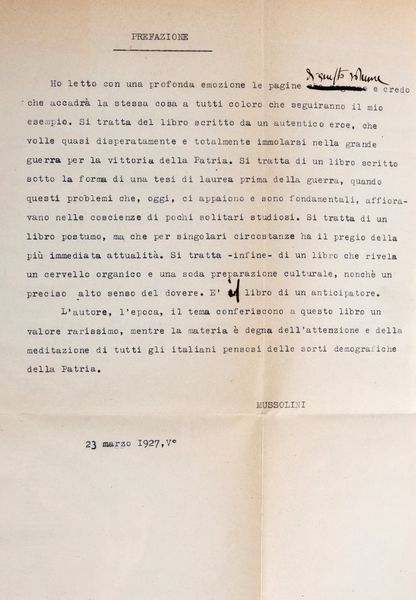 PREFAZIONE
di questo volume
Ho letto con una profonda emozione le pagine e credo
che accadrà la stessa cosa a tutti coloro che seguiranno il mio
esempio. Si tratta del libro scritto da un autentico eroe, che
volle quasi disperatamente e totalmente immolarsi nella grande
guerra per la vittoria della Patria. Si tratta di un libro scritto
sotto la forma di una tesi di laurea prima della guerra, quando
questi problemi che, oggi, ci appaiono e sono fondamentali, affiora-
vano nelle coscienze di pochi solitari studiosi. Si tratta di un
libro postumo, ma che per singolari circostanze ha il pregio della
più immediata attualità. Si tratta -infine- di un libro che rivela
un cervello organico e una soda preparazione culturale, nonchè un
preciso alto senso del dovere. E' il libro di un anticipatore.
L'autore, l'epoca, il tema conferiscono a questo libro un
valore rarissimo, mentre la materia è degna dell'attenzione e della
meditazione di tutti gli italiani pensosi delle sorti demografiche
della Patria.
MUSSOLINI
23 marzo 1927, V°